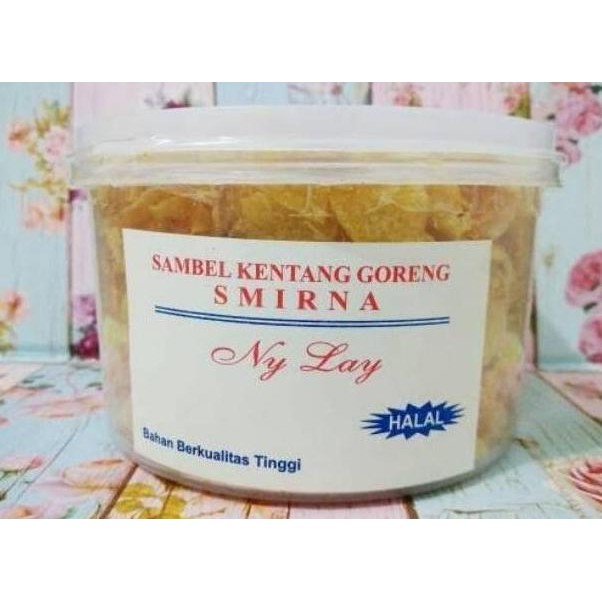 SAMBEL KENTANG GORENG
SMIRNA
Ny Lay
HALAL
Bahan Berkualitas Tinggi